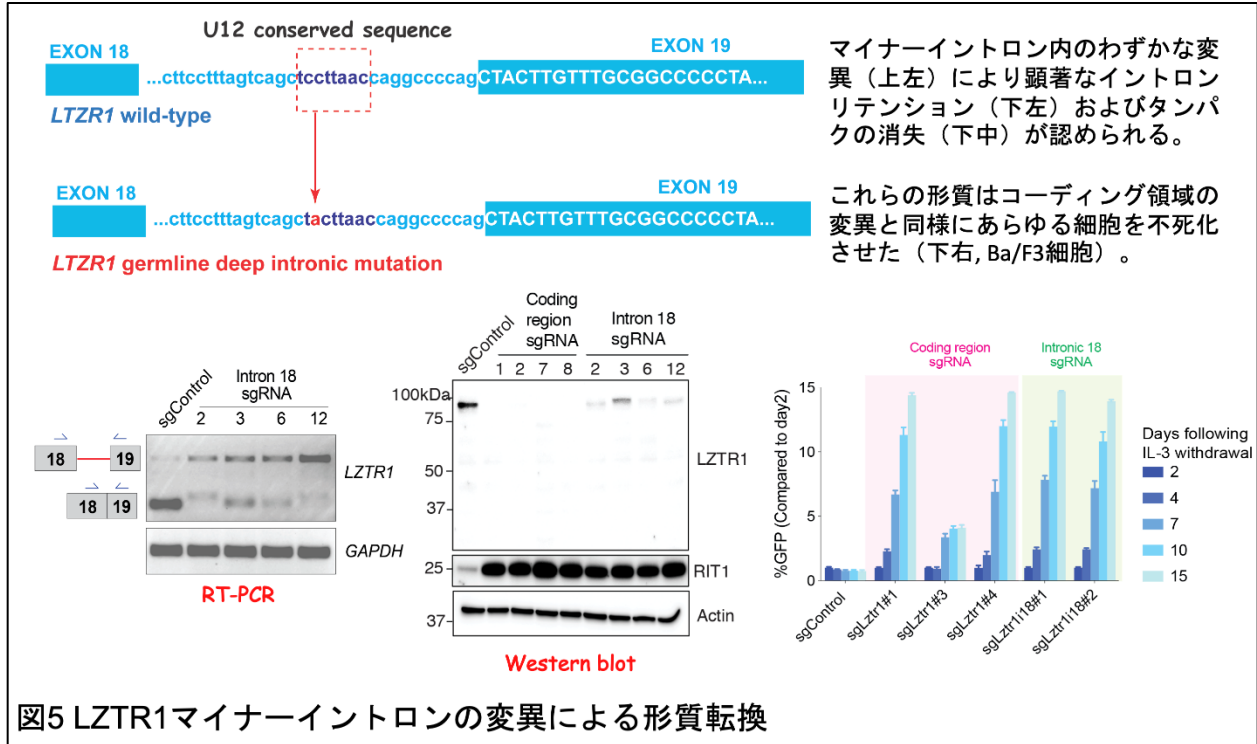 U12 conserved sequence
EXON 18
EXON 19
...cttcctttagtcagctccttaaccaggccccagCTACTTGTTTGCGGCCCCCTA...
LTZR1 wild-type
EXON 18
EXON 19
...cttcctttagtcagctacttaaccaggccccagCTACTTGTTTGCGGCCCCCTA...
LTZR1 germline deep intronic mutation
マイナーイントロン内のわずかな変
異（上左）により顕著なイントロン
リテンション（下左）およびタンパ
クの消失（下中）が認められる。
これらの形質はコーディング領域の
変異と同様にあらゆる細胞を不死化
させた（下右, Ba/F3細胞）。
sgControl
Intron 18
sgRNA
2 3 6 12
18 19
18 19
LZTR1
GAPDH
RT-PCR
sgControl
Coding
region
sgRNA
Intron 18
sgRNA
1 2 7 8 2 3 6 12
100kDa
75
50
37
25
37
LZTR1
RIT1
Actin
Western blot
Coding region
sgRNA
Intronic 18
sgRNA
%GFP (Compared to day2)
15
10
5
0
sgControl
sgLztr1#1
sgLztr1#3
sgLztr1#4
sgLztr1i18#1
sgLztr1i18#2
Days following
IL-3 withdrawal
2
4
7
10
15
図5 LZTR1マイナーイントロンの変異による形質転換